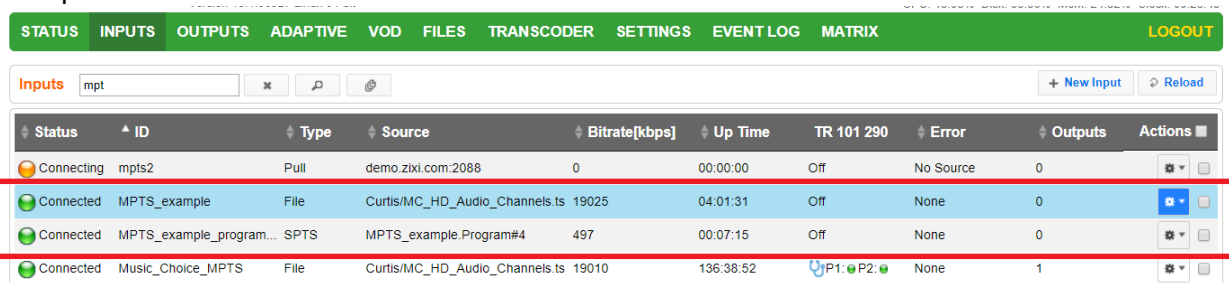 STATUS INPUTS OUTPUTS ADAPTIVE VOD FILES TRANSCODER SETTINGS EVENT LOG MATRIX LOGOUT
Inputs mpt + New Input Reload
Status ID Type Source Bitrate[kbps] Up Time TR 101 290 Error Outputs Actions
Connecting mpts2 Pull demo.zixi.com:2088 0 00:00:00 Off No Source 0
Connected MPTS_example File Curtis/MC_HD_Audio_Channels.ts 19025 04:01:31 Off None 0
Connected MPTS_example_program... SPTS MPTS_example.Program#4 497 00:07:15 Off None 0
Connected Music_Choice_MPTS File Curtis/MC_HD_Audio_Channels.ts 19010 136:38:52 P1: P2: None 1